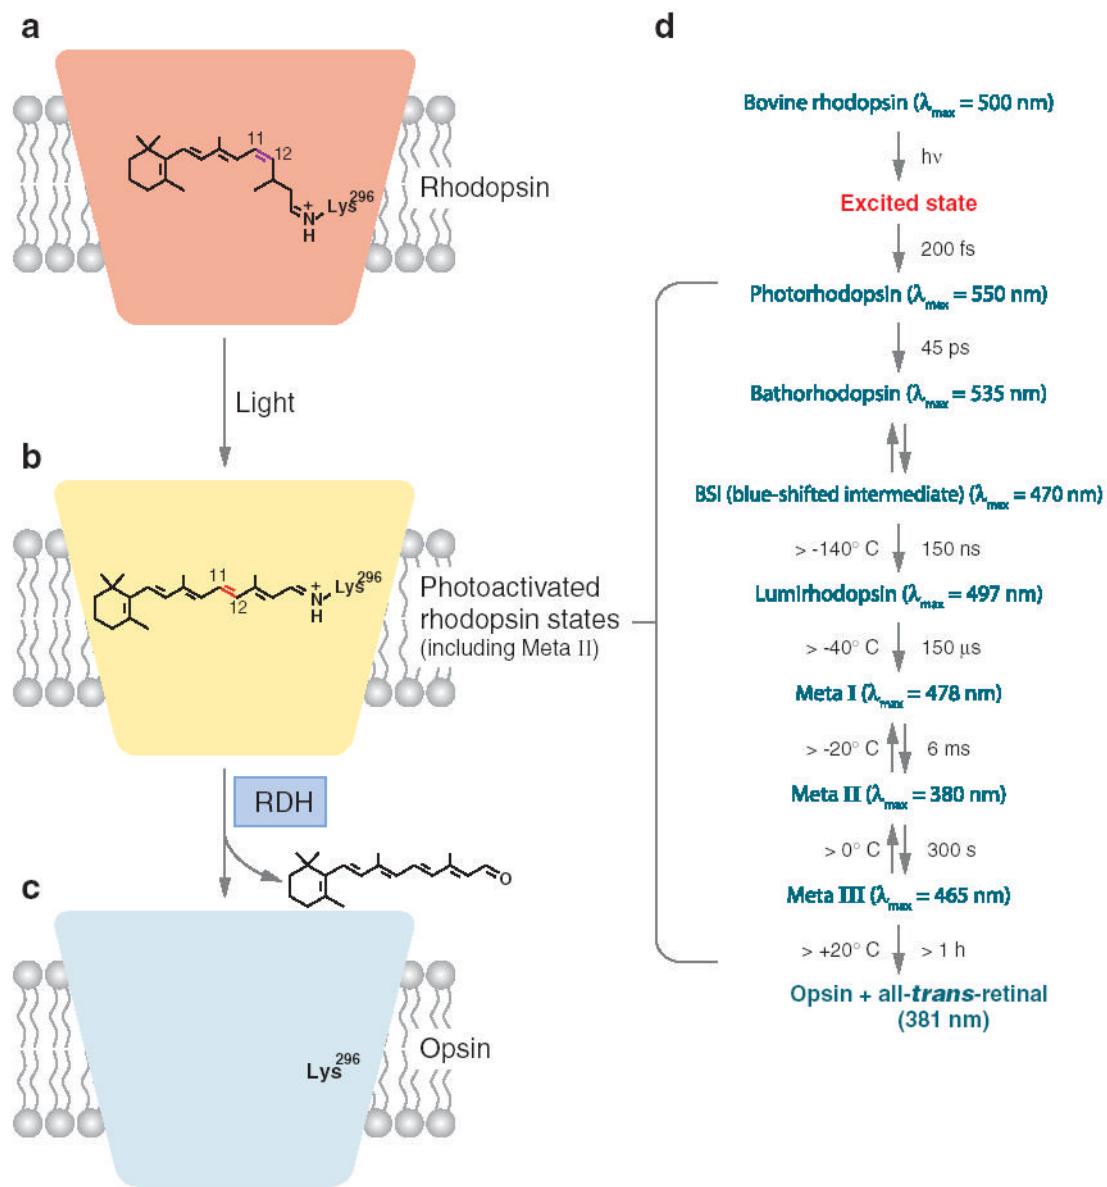 a
11
12
Lys296
+
N
H
Rhodopsin
Light
b
11
12
Lys296
+
N
H
Photoactivated
rhodopsin states
(including Meta II)
RDH
O
c
Lys296
Opsin
d
Bovine rhodopsin (λmax = 500 nm)
hν
Excited state
200 fs
Photorhodopsin (λmax = 550 nm)
45 ps
Bathorhodopsin (λmax = 535 nm)
BSI (blue-shifted intermediate) (λmax = 470 nm)
> -140° C 150 ns
Lumirhodopsin (λmax = 497 nm)
> -40° C 150 μs
Meta I (λmax = 478 nm)
> -20° C 6 ms
Meta II (λmax = 380 nm)
> 0° C 300 s
Meta III (λmax = 465 nm)
> +20° C > 1 h
Opsin + all-trans-retinal
(381 nm)